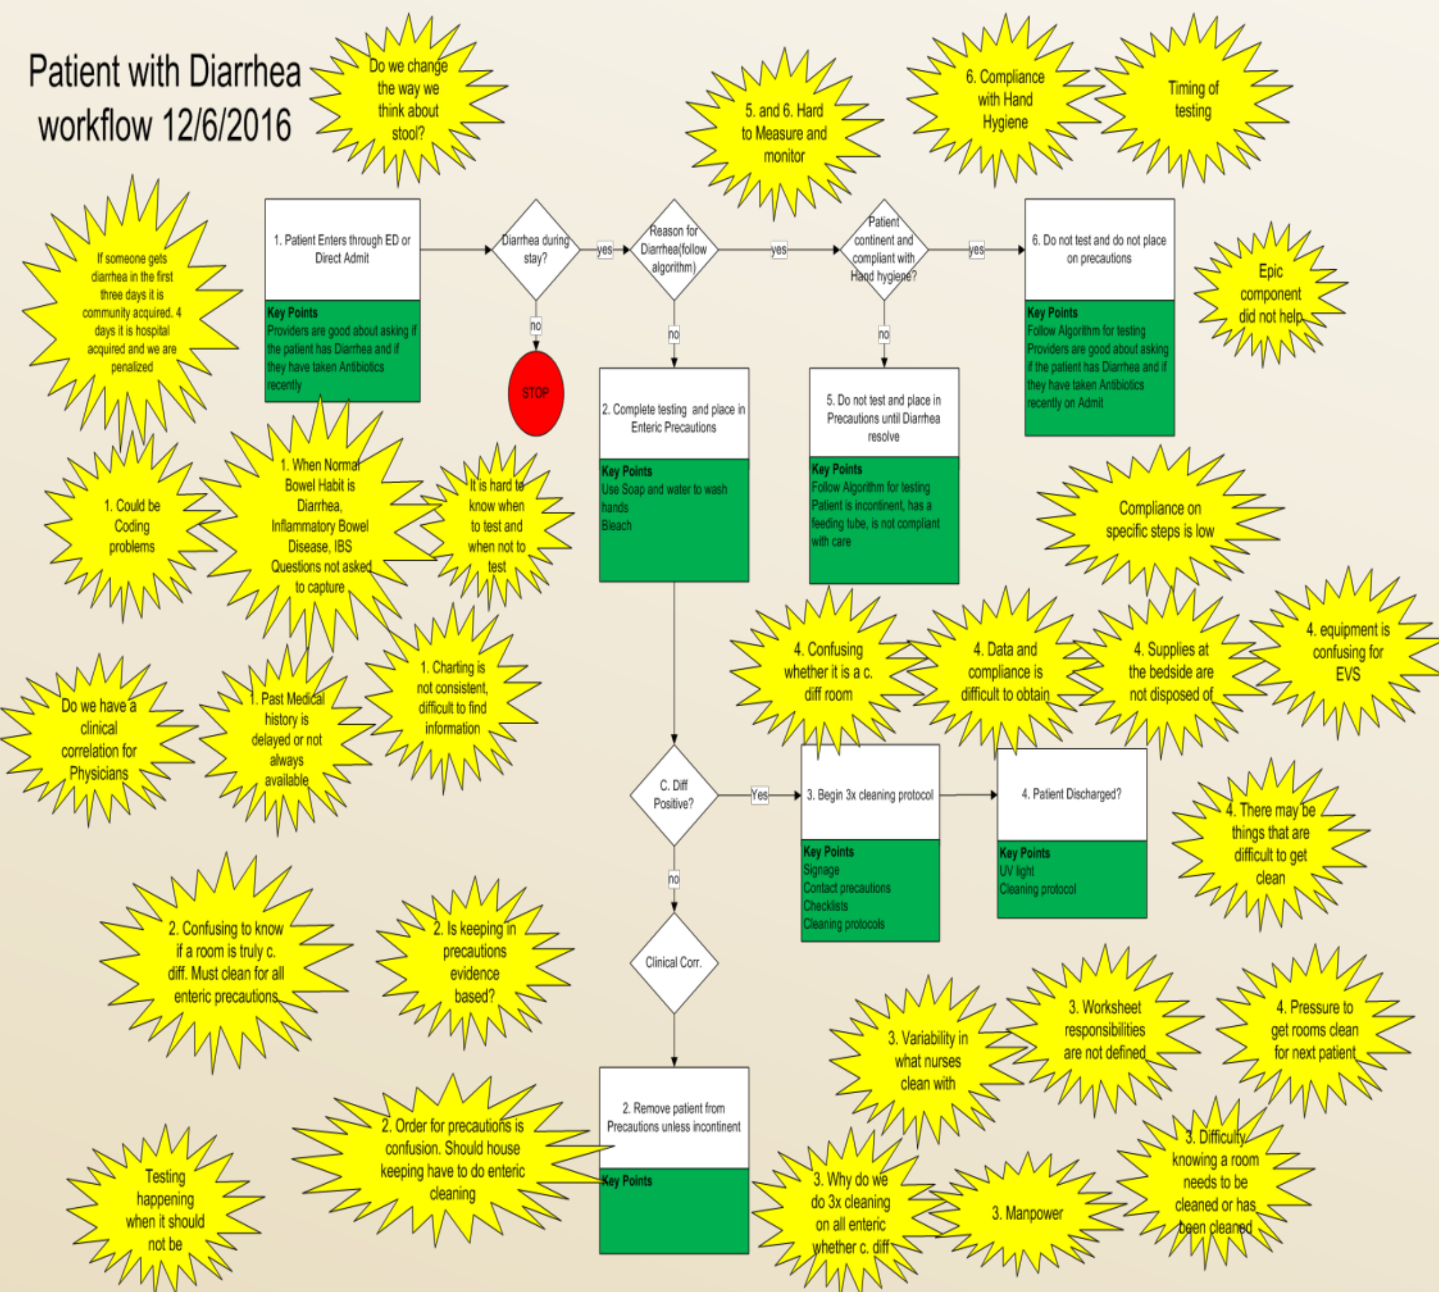 Patient with Diarrhea
workflow 12/6/2016
Do we change
the way we
think about
stool?
5. and 6. Hard
to Measure and
monitor
6. Compliance
with Hand
Hygiene
Timing of
testing
If someone gets
diarrhea in the first
three days it is
community acquired. 4
days it is hospital
acquired and we are
penalized
1. Patient Enters through ED or
Direct Admit
Key Points
Providers are good about asking if
the patient has Diarrhea and if
they have taken Antibiotics
recently
Diarrhea during
stay?
yes
no
STOP
Reason for
Diarrhea(follow
algorithm)
yes
no
Patient
continent and
compliant with
Hand hygiene?
yes
no
6. Do not test and do not place
on precautions
Key Points
Follow Algorithm for testing
Providers are good about asking
if the patient has Diarrhea and if
they have taken Antibiotics
recently on Admit
Epic
component
did not help
2. Complete testing and place in
Enteric Precautions
Key Points
Use Soap and water to wash
hands
Bleach
5. Do not test and place in
Precautions until Diarrhea
resolve
Key Points
Follow Algorithm for testing
Patient is incontinent, has a
feeding tube, is not compliant
with care
1. Could be
Coding
problems
1. When Normal
Bowel Habit is
Diarrhea,
Inflammatory Bowel
Disease, IBS
Questions not asked
to capture
It is hard to
know when
to test and
when not to
test
Compliance on
specific steps is low
Do we have a
clinical
correlation for
Physicians
1. Past Medical
history is
delayed or not
always
available
1. Charting is
not consistent,
difficult to find
information
4. Confusing
whether it is a c.
diff room
4. Data and
compliance is
difficult to obtain
4. Supplies at
the bedside are
not disposed of
4. equipment is
confusing for
EVS
C. Diff
Positive?
Yes
no
3. Begin 3x cleaning protocol
Key Points
Signage
Contact precautions
Checklists
Cleaning protocols
4. Patient Discharged?
Key Points
UV light
Cleaning protocol
4. There may be
things that are
difficult to get
clean
2. Confusing to know
if a room is truly c.
diff. Must clean for all
enteric precautions
2. Is keeping in
precautions
evidence
based?
Clinical Corr.
3. Variability in
what nurses
clean with
3. Worksheet
responsibilities
are not defined
4. Pressure to
get rooms clean
for next patient
2. Order for precautions is
confusion. Should house
keeping have to do enteric
cleaning
2. Remove patient from
Precautions unless incontinent
Key Points
Testing
happening
when it should
not be
3. Why do we
do 3x cleaning
on all enteric
whether c. diff
3. Manpower
3. Difficulty
knowing a room
needs to be
cleaned or has
been cleaned